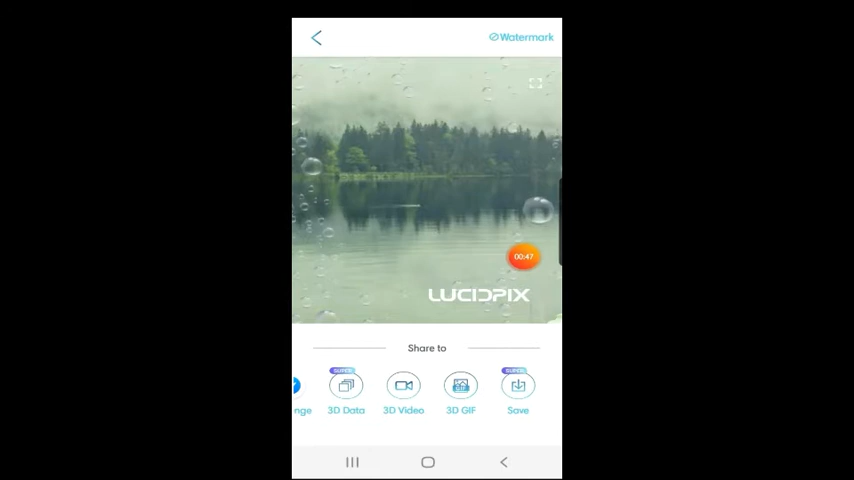 Watermark
00:47
LUCIDPIX
Share to
SUPER
SUPER
nge
3D Data
3D Video
3D GIF
Save